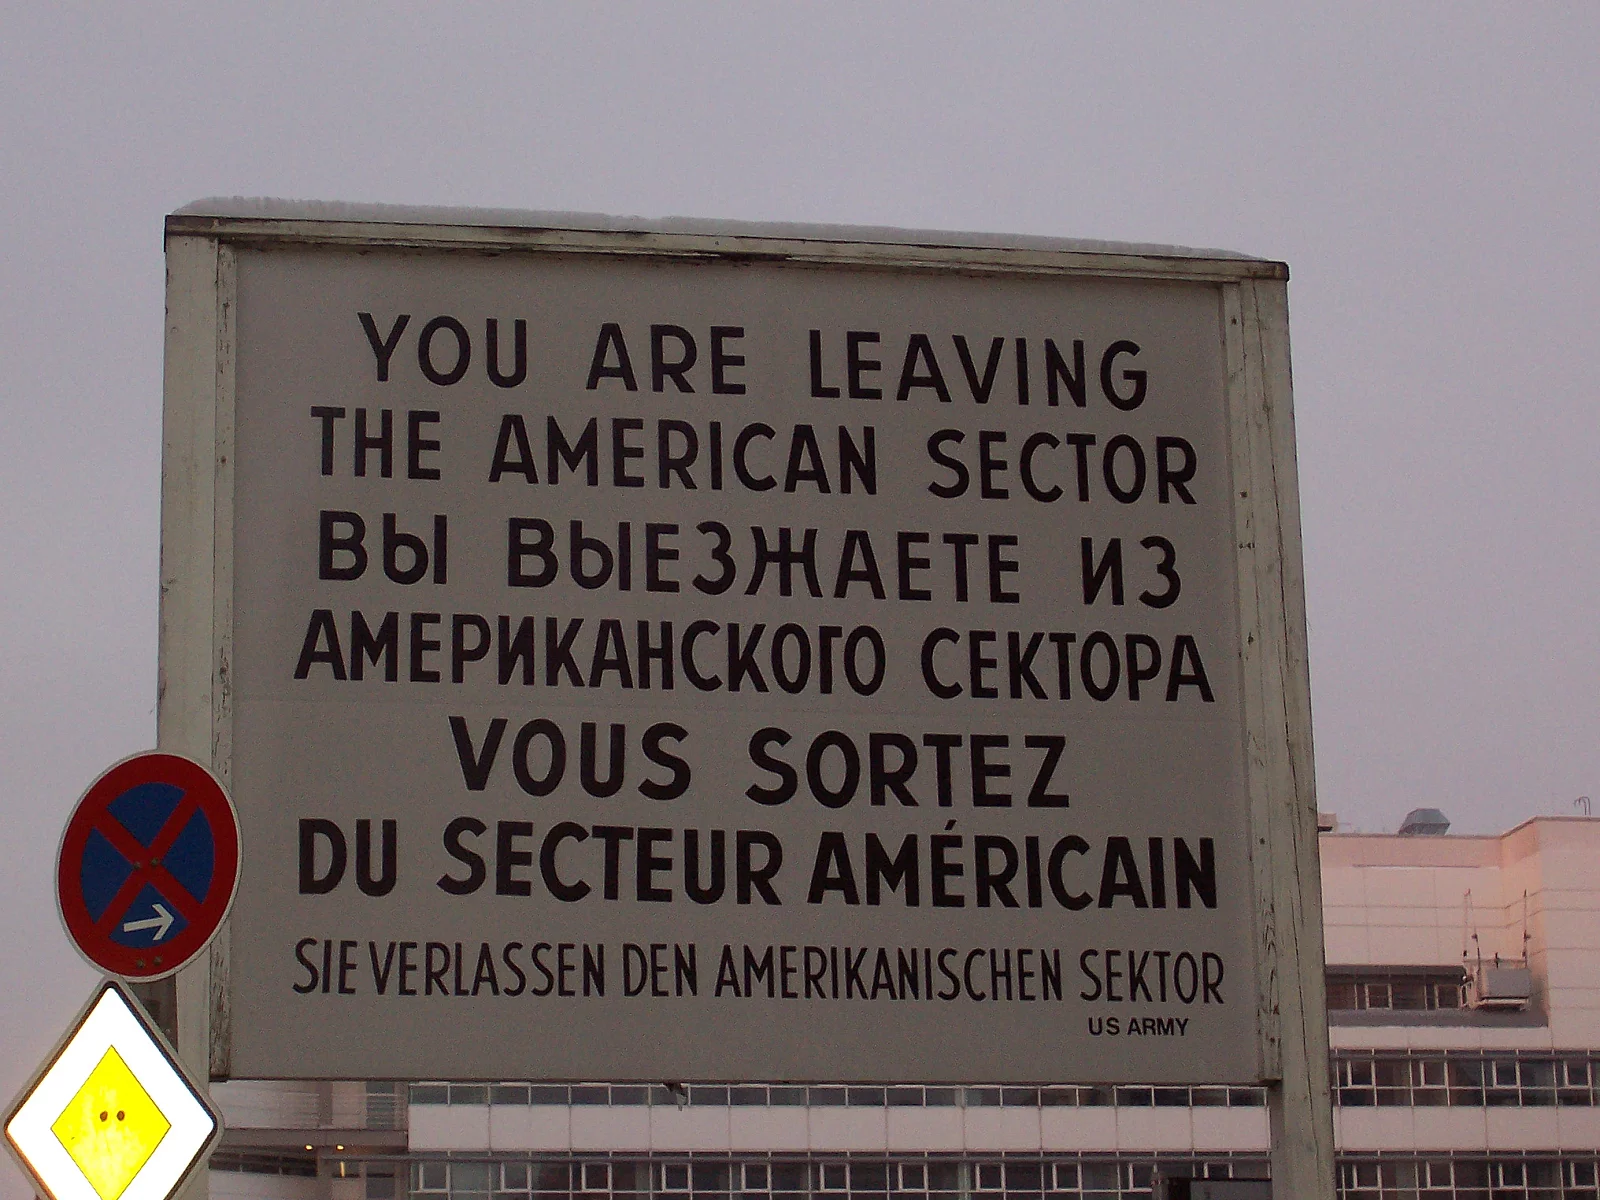 YOU ARE LEAVING
THE AMERICAN SECTOR
ВЫ ВЫЕЗЖАЕТЕ ИЗ
АМЕРИКАНСКОГО СЕКТОРА
VOUS SORTEZ
DU SECTEUR AMÉRICAIN
SIE VERLASSEN DEN AMERIKANISCHEN SEKTOR
US ARMY